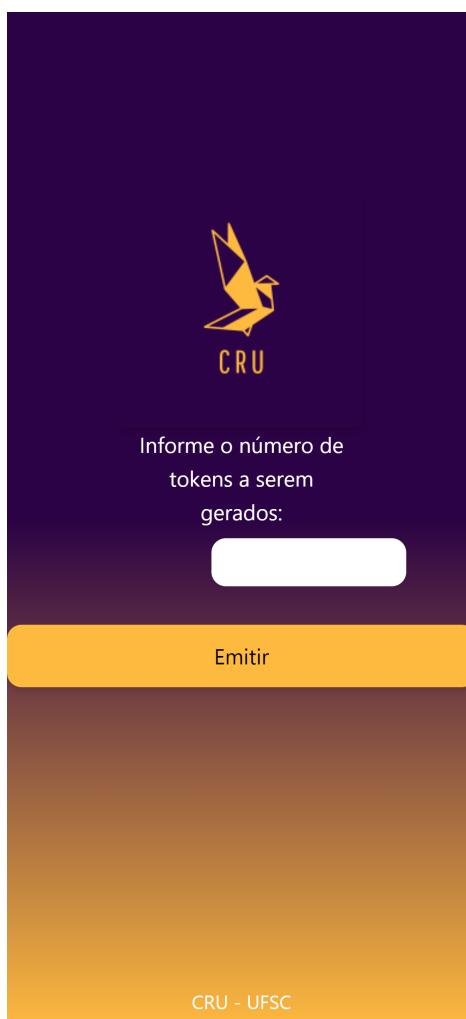 CRU
Informe o número de
tokens a serem
gerados:
Emitir
CRU - UFSC